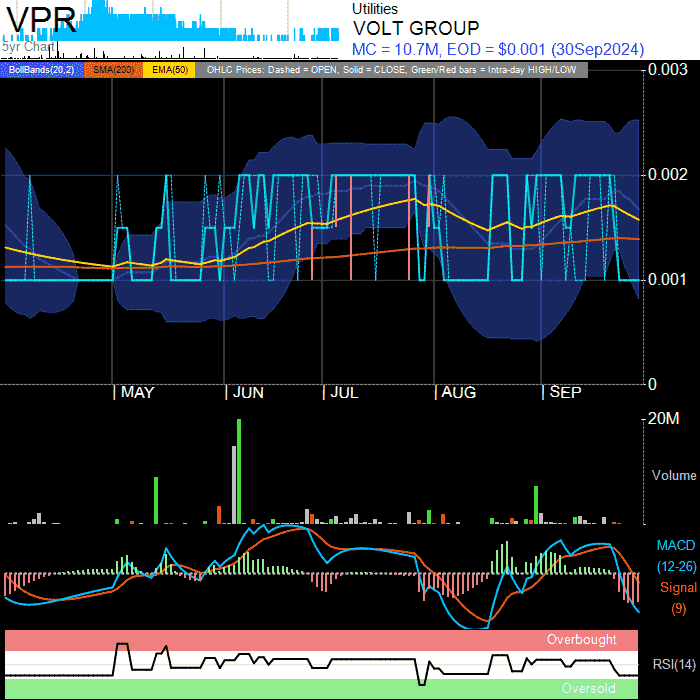 VPR
5yr Chart
Utilities
VOLT GROUP
MC = 10.7M, EOD = $0.001 (30Sep2024)
BollBands(20,2) SMA(200) EMA(50) OHLC Prices: Dashed = OPEN, Solid = CLOSE, Green/Red bars = Intra-day HIGH/LOW
0.003
0.002
0.001
0
MAY JUN JUL AUG SEP
20M
Volume
MACD
(12-26)
Signal
(9)
Overbought
RSI(14)
Oversold